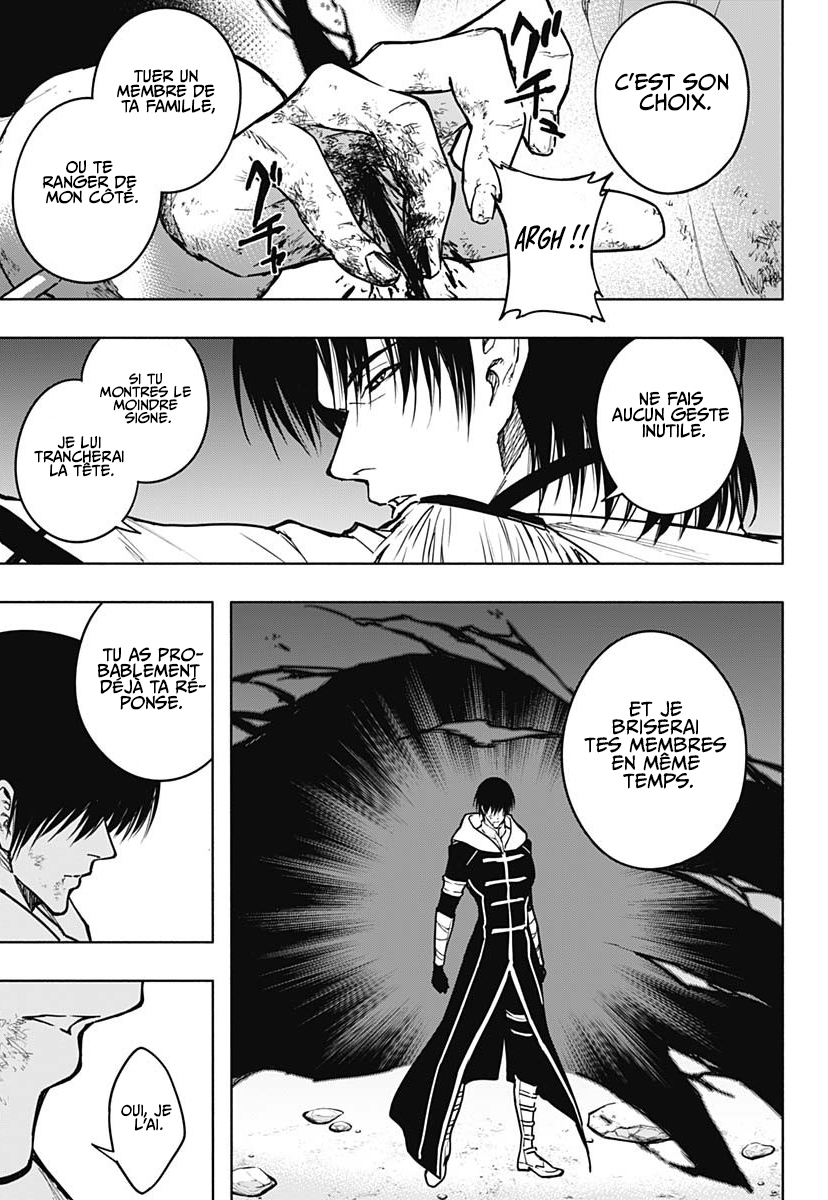 C'EST SON
CHOIX.
TUER UN
MEMBRE DE
TA FAMILLE,
OU TE
RANGER DE
MON CÔTÉ.
ARGH !!
NE FAIS
AUCUN GESTE
INUTILE.
SI TU
MONTRES LE
MOINDRE
SIGNE.
JE LUI
TRANCHERAI
LA TÊTE.
ET JE
BRISERAI
TES MEMBRES
EN MÊME
TEMPS.
TU AS PRO-
BABLEMENT
DÉJÀ TA RÉ-
PONSE.
OUI, JE
L'AI.